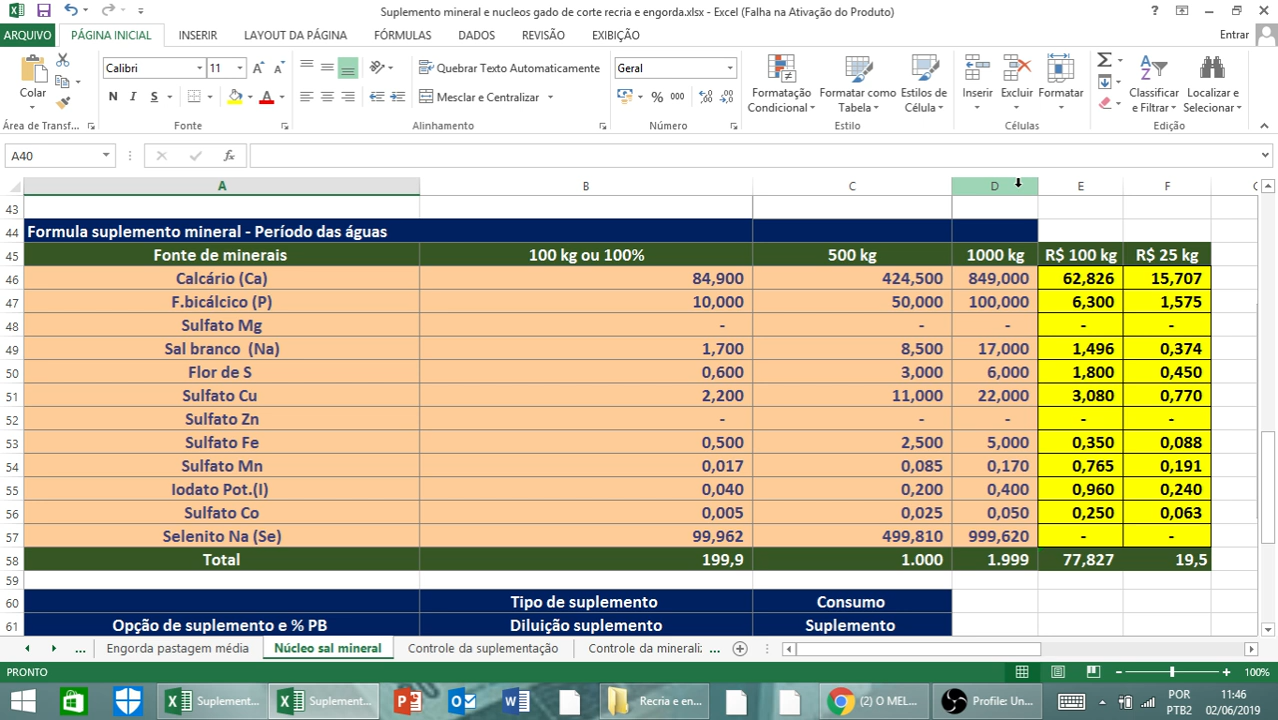 Suplemento mineral e nucleos gado de corte recria e engorda.xlsx - Excel (Falha na Ativação do Produto)
ARQUIVO PÁGINA INICIAL INSERIR LAYOUT DA PÁGINA FÓRMULAS DADOS REVISÃO EXIBIÇÃO Entrar
Calibri 11 Quebrar Texto Automaticamente Geral
Colar N I S Mesclar e Centralizar % 000 Formatação Condicional Formatar como Tabela Estilos de Célula Inserir Excluir Formatar Classificar e Filtrar Localizar e Selecionar
Área de Transf... Fonte Alinhamento Número Estilo Células Edição
A40 fx
A B C D E F
43
44 Formula suplemento mineral - Período das águas
45 Fonte de minerais 100 kg ou 100% 500 kg 1000 kg R$ 100 kg R$ 25 kg
46 Calcário (Ca) 84,900 424,500 849,000 62,826 15,707
47 F.bicálcico (P) 10,000 50,000 100,000 6,300 1,575
48 Sulfato Mg - - - - -
49 Sal branco (Na) 1,700 8,500 17,000 1,496 0,374
50 Flor de S 0,600 3,000 6,000 1,800 0,450
51 Sulfato Cu 2,200 11,000 22,000 3,080 0,770
52 Sulfato Zn - - - - -
53 Sulfato Fe 0,500 2,500 5,000 0,350 0,088
54 Sulfato Mn 0,017 0,085 0,170 0,765 0,191
55 Iodato Pot.(I) 0,040 0,200 0,400 0,960 0,240
56 Sulfato Co 0,005 0,025 0,050 0,250 0,063
57 Selenito Na (Se) 99,962 499,810 999,620 - -
58 Total 199,9 1.000 1.999 77,827 19,5
59
60 Tipo de suplemento Consumo
61 Opção de suplemento e % PB Diluição suplemento Suplemento
... Engorda pastagem média Núcleo sal mineral Controle da suplementação Controle da mineraliz ...
PRONTO 100%
Suplement... Suplement... Recria e en... (2) O MEL... Profile: Un... POR 11:46
PTB2 02/06/2019